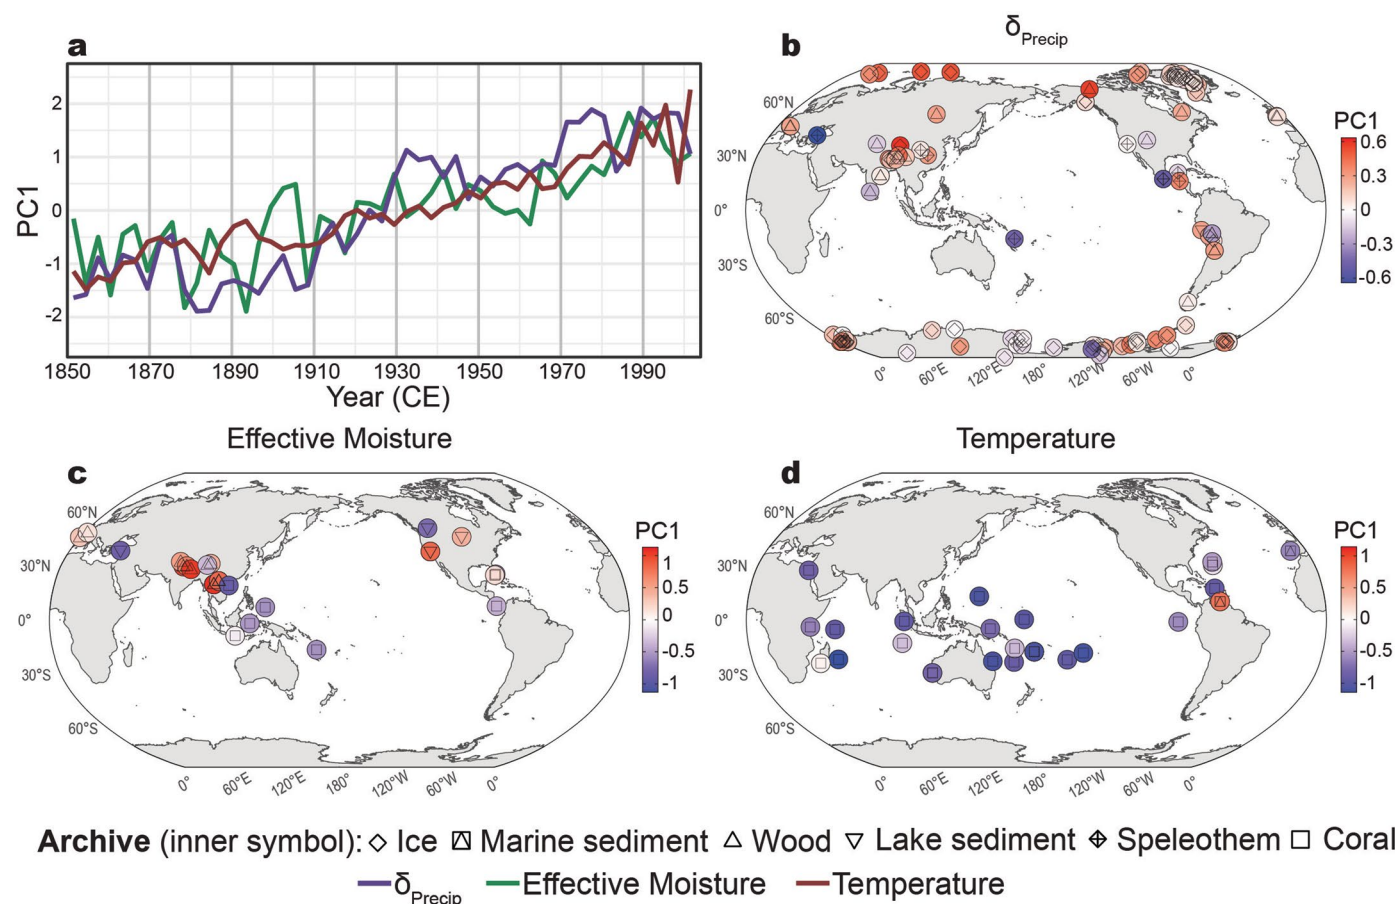 a
2
1
0
-1
-2
PC1
1850 1870 1890 1910 1930 1950 1970 1990
Year (CE)
b
δPrecip
60°N
30°N
0°
30°S
60°S
0° 60°E 120°E 180° 120°W 60°W 0°
PC1
0.6
0.3
0
-0.3
-0.6
Effective Moisture
c
60°N
30°N
0°
30°S
60°S
0° 60°E 120°E 180° 120°W 60°W 0°
PC1
1
0.5
0
-0.5
-1
Temperature
d
60°N
30°N
0°
30°S
60°S
0° 60°E 120°E 180° 120°W 60°W 0°
PC1
1
0.5
0
-0.5
-1
Archive (inner symbol): Ice Marine sediment Wood Lake sediment Speleothem Coral
δPrecip Effective Moisture Temperature